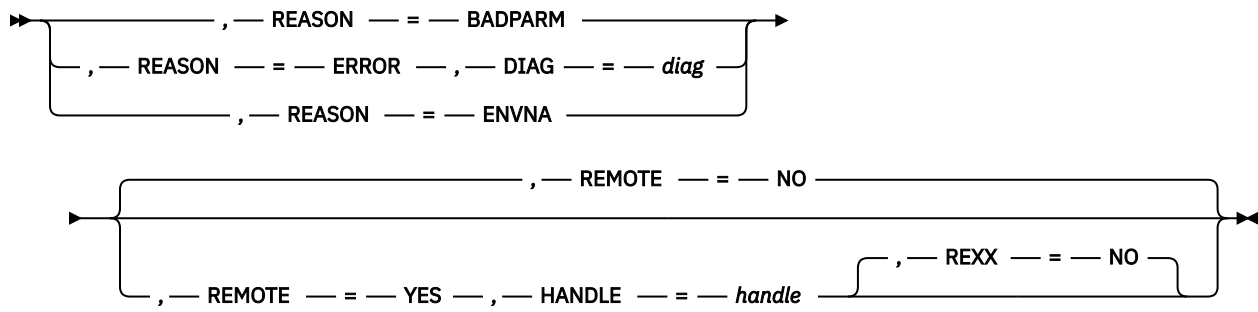 , REASON = BADPARM
, REASON = ERROR , DIAG = diag
, REASON = ENVNA
, REMOTE = NO
, REXX = NO
, REMOTE = YES , HANDLE = handle